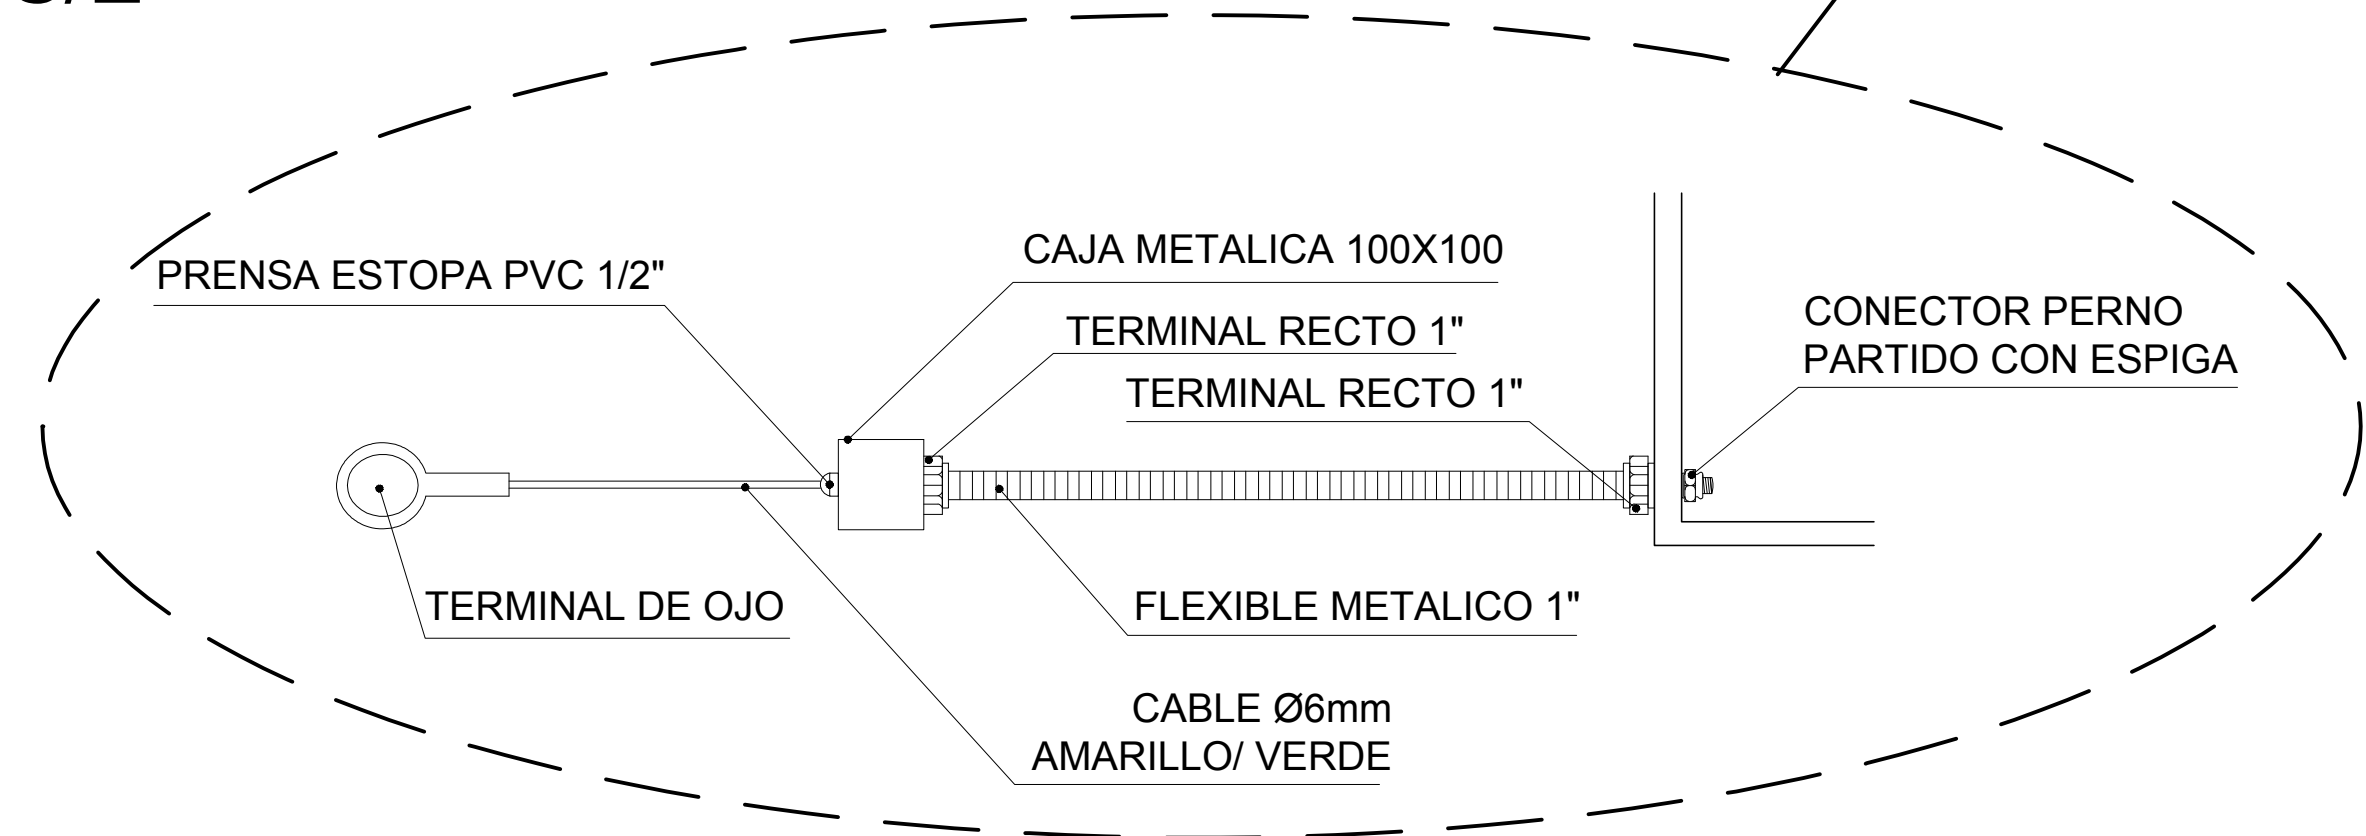 PRENSA ESTOPA PVC 1/2"
CAJA METALICA 100X100
TERMINAL RECTO 1"
TERMINAL RECTO 1"
CONECTOR PERNO
PARTIDO CON ESPIGA
TERMINAL DE OJO
FLEXIBLE METALICO 1"
CABLE Ø6mm
AMARILLO/ VERDE